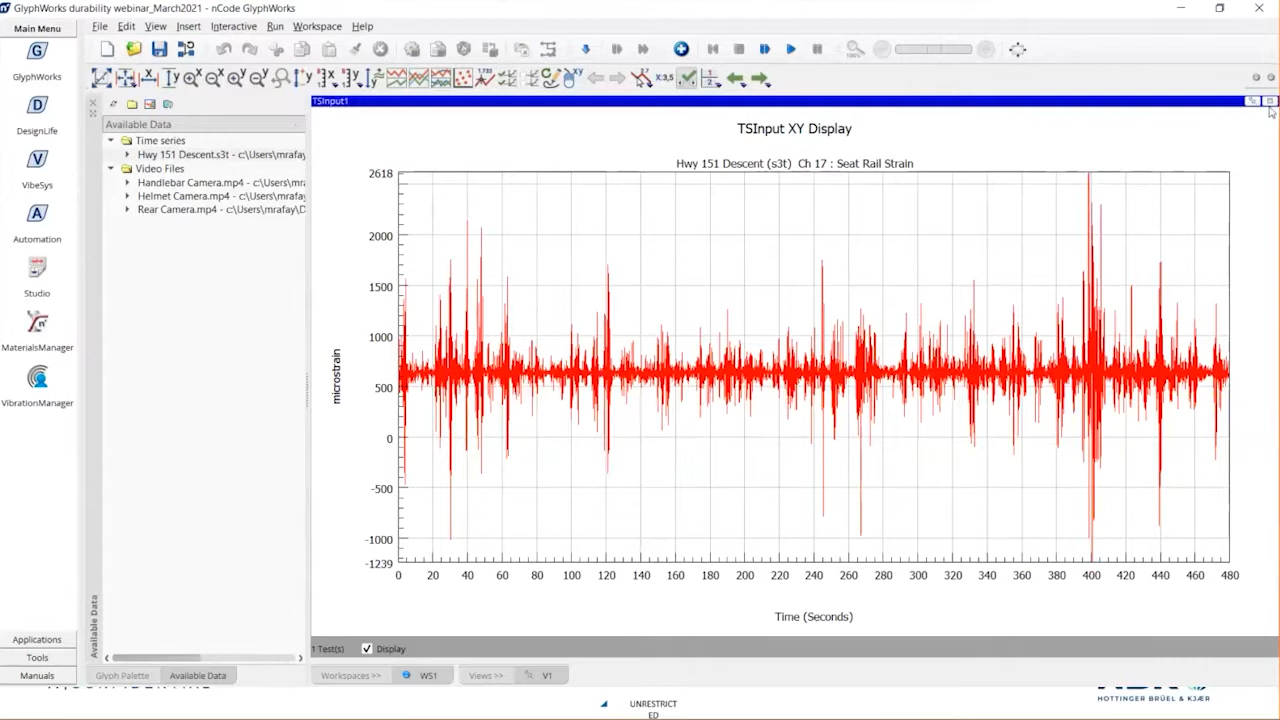 GlyphWorks durability webinar_March2021 - nCode GlyphWorks
Main Menu
File Edit View Insert Interactive Run Workspace Help
GlyphWorks
DesignLife
VibeSys
Automation
Studio
MaterialsManager
VibrationManager
Applications
Tools
Manuals
Available Data
Time series
Hwy 151 Descent.s3t - c:\Users\mrafay
Video Files
Handlebar Camera.mp4 - c:\Users\mra
Helmet Camera.mp4 - c:\Users\mrafay
Rear Camera.mp4 - c:\Users\mrafay\D
Available Data
Glyph Palette Available Data
TSInput1
TSInput XY Display
Hwy 151 Descent (s3t) Ch 17 : Seat Rail Strain
2618
2000
1500
1000
500
0
-500
-1000
-1239
microstrain
0 20 40 60 80 100 120 140 160 180 200 220 240 260 280 300 320 340 360 380 400 420 440 460 480
Time (Seconds)
1 Test(s) Display
Workspaces >> WS1 Views >> V1
UNRESTRICT
ED
HOTTINGER BRÜEL & KJÆR